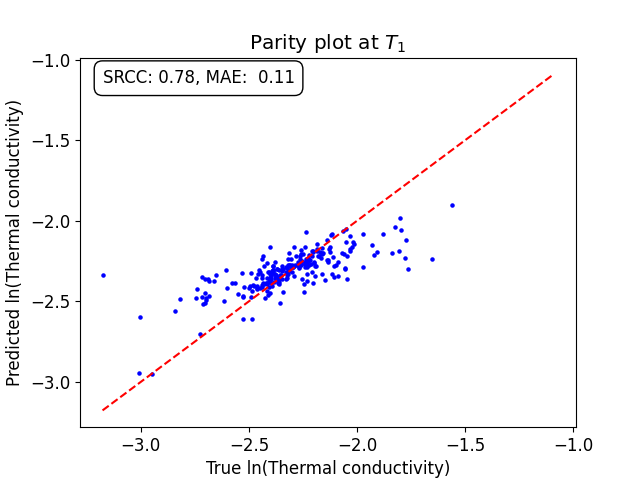 Parity plot at T₁
SRCC: 0.78, MAE:  0.11
Predicted ln(Thermal conductivity)
−1.0
−1.5
−2.0
−2.5
−3.0
−3.0 −2.5 −2.0 −1.5 −1.0
True ln(Thermal conductivity)